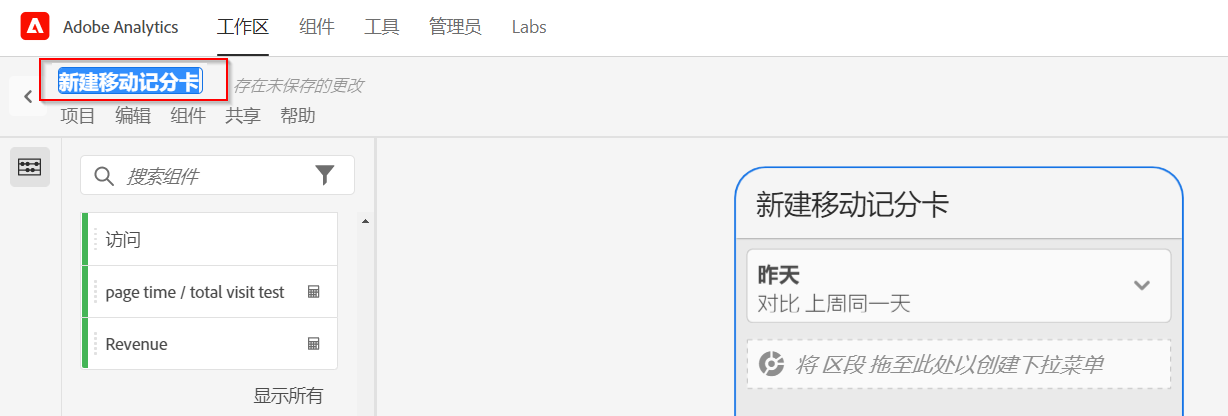 Adobe Analytics 工作区 组件 工具 管理员 Labs
新建移动记分卡 存在未保存的更改
项目 编辑 组件 共享 帮助
搜索组件
访问
page time / total visit test
Revenue
显示所有
新建移动记分卡
昨天
对比 上周同一天
将 区段 拖至此处以创建下拉菜单